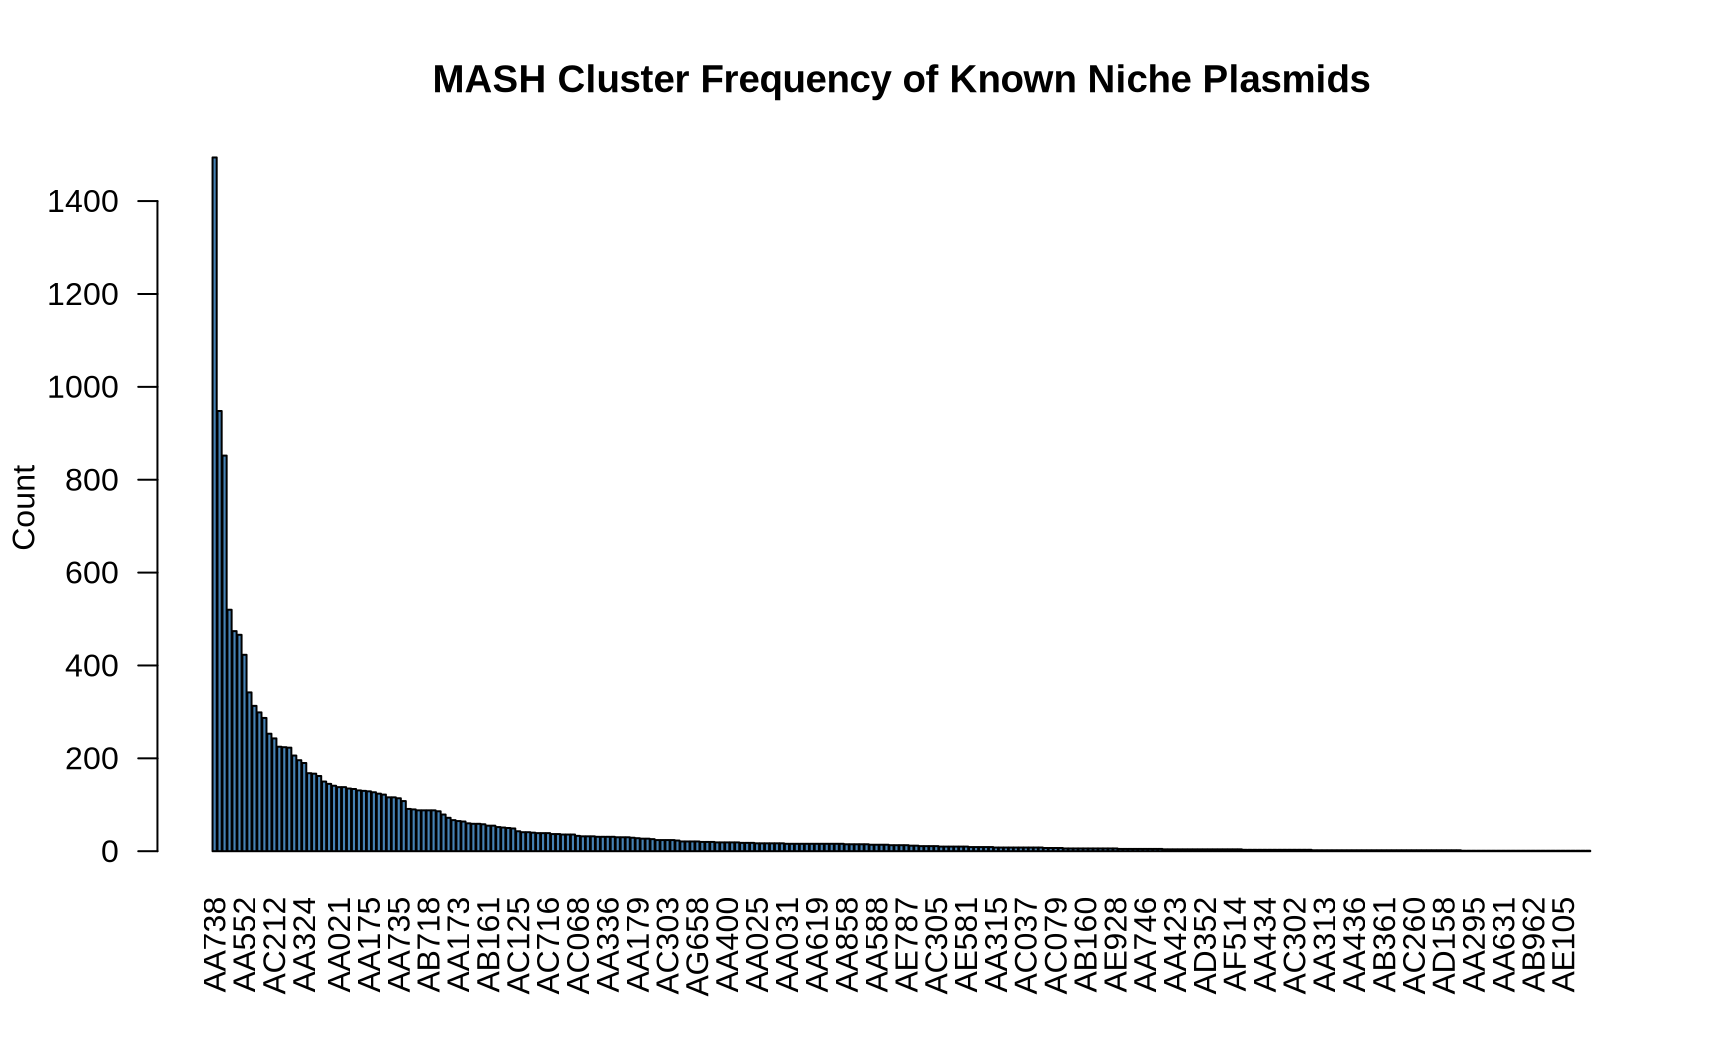 MASH Cluster Frequency of Known Niche Plasmids
1400
1200
1000
800
600
400
200
0
Count
AA738
AA552
AC212
AA324
AA021
AA175
AA735
AB718
AA173
AB161
AC125
AC716
AC068
AA336
AA179
AC303
AG658
AA400
AA025
AA031
AA619
AA858
AA588
AE787
AC305
AE581
AA315
AC037
AC079
AB160
AE928
AA746
AA423
AD352
AF514
AA434
AC302
AA313
AA436
AB361
AC260
AD158
AA295
AA631
AB962
AE105